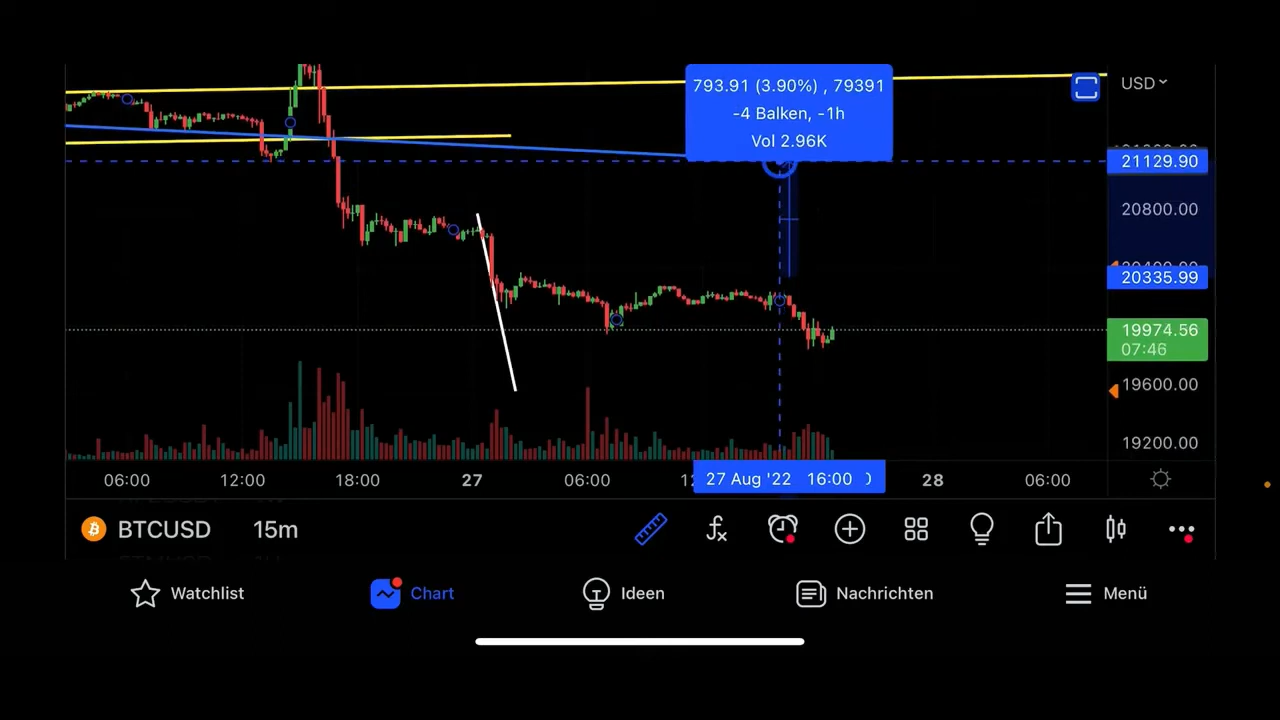 793.91 (3.90%) , 79391
-4 Balken, -1h
Vol 2.96K
USD
21129.90
20800.00
20335.99
19974.56
07:46
19600.00
19200.00
06:00 12:00 18:00 27 06:00 27 Aug '22 16:00 28 06:00
BTCUSD 15m
Watchlist Chart Ideen Nachrichten Menü